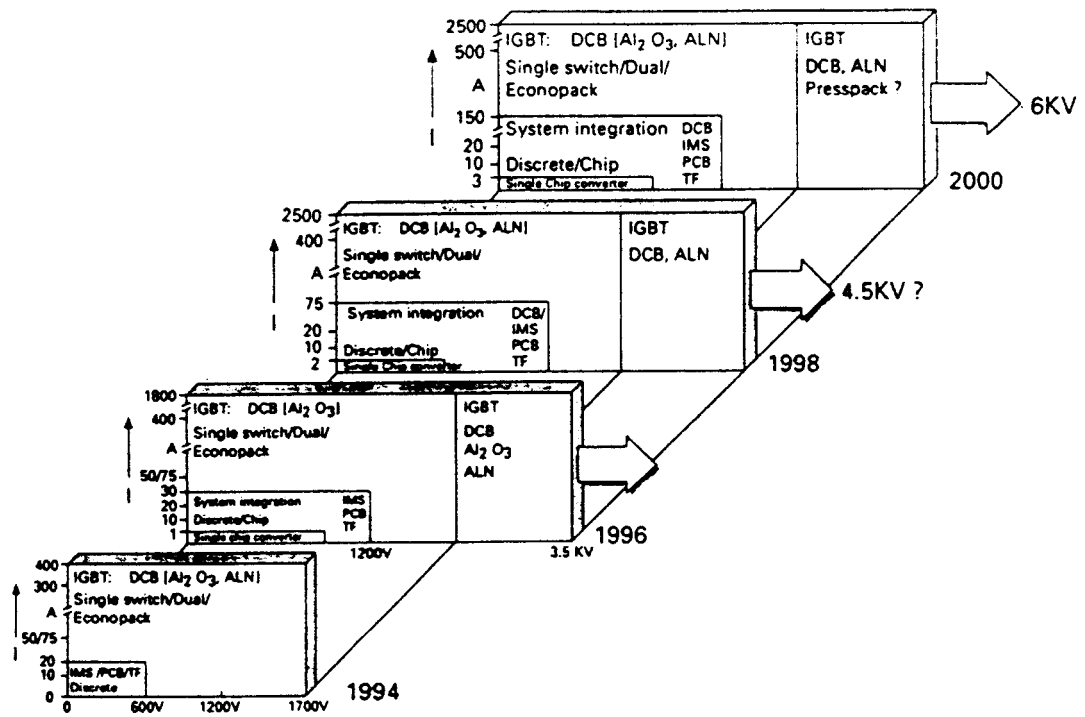 2500
500
A
150
20
10
3
I
IGBT: DCB [Al2 O3, ALN]
Single switch/Dual/
Econopack
System integration
Discrete/Chip
Single Chip converter
DCB
IMS
PCB
TF
IGBT
DCB, ALN
Presspack ?
6KV
2000
2500
400
A
75
20
10
2
I
IGBT: DCB [Al2 O3, ALN]
Single switch/Dual/
Econopack
System integration
Discrete/Chip
Single Chip converter
DCB/
IMS
PCB
TF
IGBT
DCB, ALN
4.5KV ?
1998
1800
400
A
50/75
30
20
10
1
I
IGBT: DCB [Al2 O3]
Single switch/Dual/
Econopack
System integration
Discrete/Chip
Single chip converter
IMS
PCB
TF
IGBT
DCB
Al2 O3
ALN
1200V
3.5 KV
1996
400
300
A
50/75
20
10
0
I
IGBT: DCB [Al2 O3, ALN]
Single switch/Dual/
Econopack
IMS /PCB/TF
Discrete
0
600V
1200V
1700V
1994